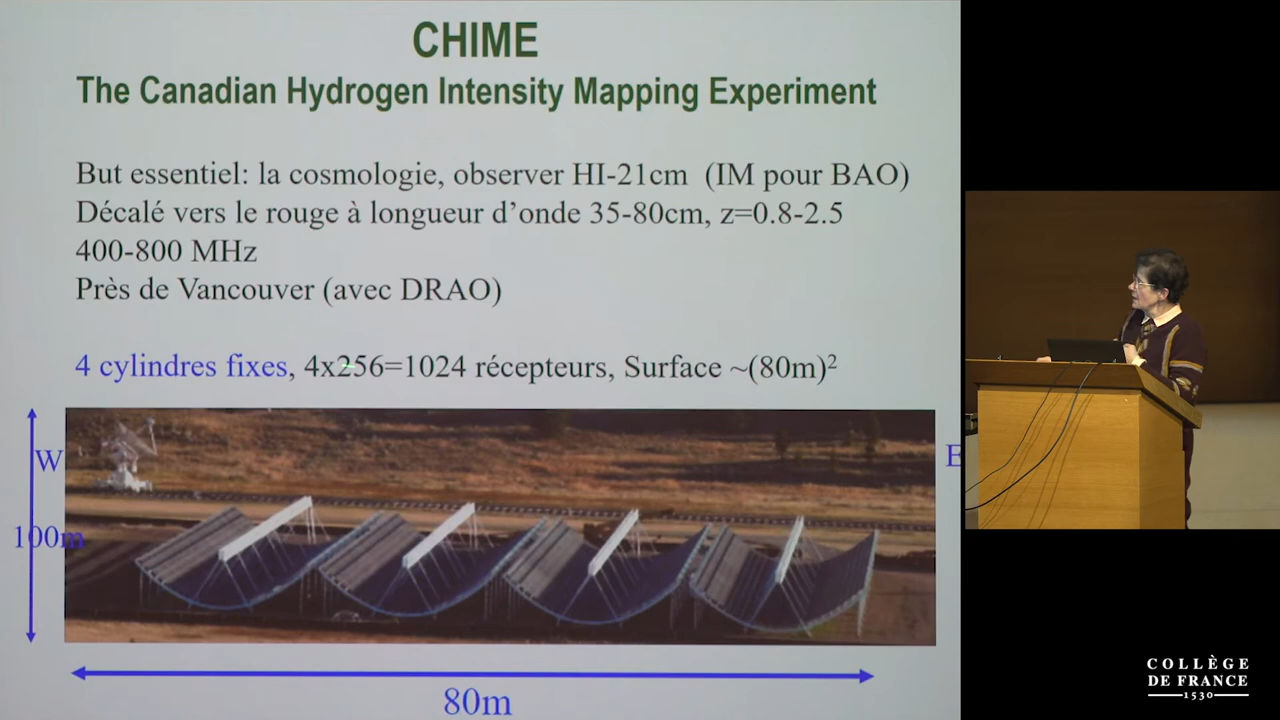 CHIME
The Canadian Hydrogen Intensity Mapping Experiment
But essentiel: la cosmologie, observer HI-21cm (IM pour BAO)
Décalé vers le rouge à longueur d’onde 35-80cm, z=0.8-2.5
400-800 MHz
Près de Vancouver (avec DRAO)
4 cylindres fixes, 4x256=1024 récepteurs, Surface ~(80m)²
W
E
100m
80m
COLLÈGE
DE FRANCE
1530